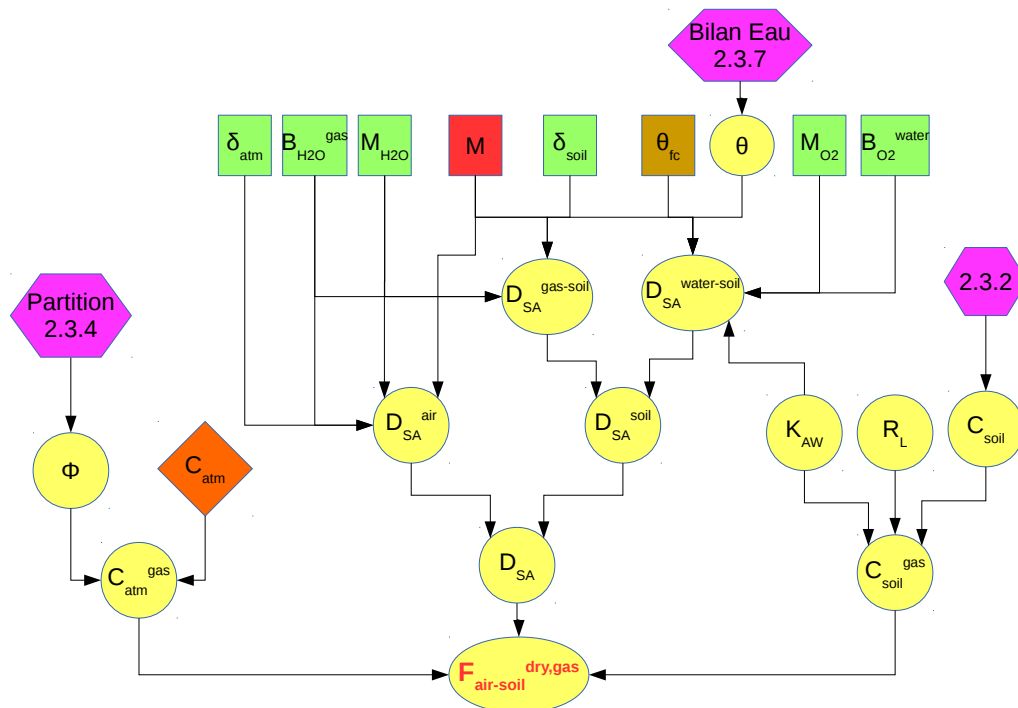 Bilan Eau
2.3.7
δatm
BH2Ogas
MH2O
M
δsoil
θfc
θ
MO2
BO2water
Partition
2.3.4
DSAgas-soil
DSAwater-soil
2.3.2
DSAair
DSAsoil
KAW
RL
Csoil
Φ
Catm
DSA
Catmgas
Csoilgas
Fair-soildry,gas